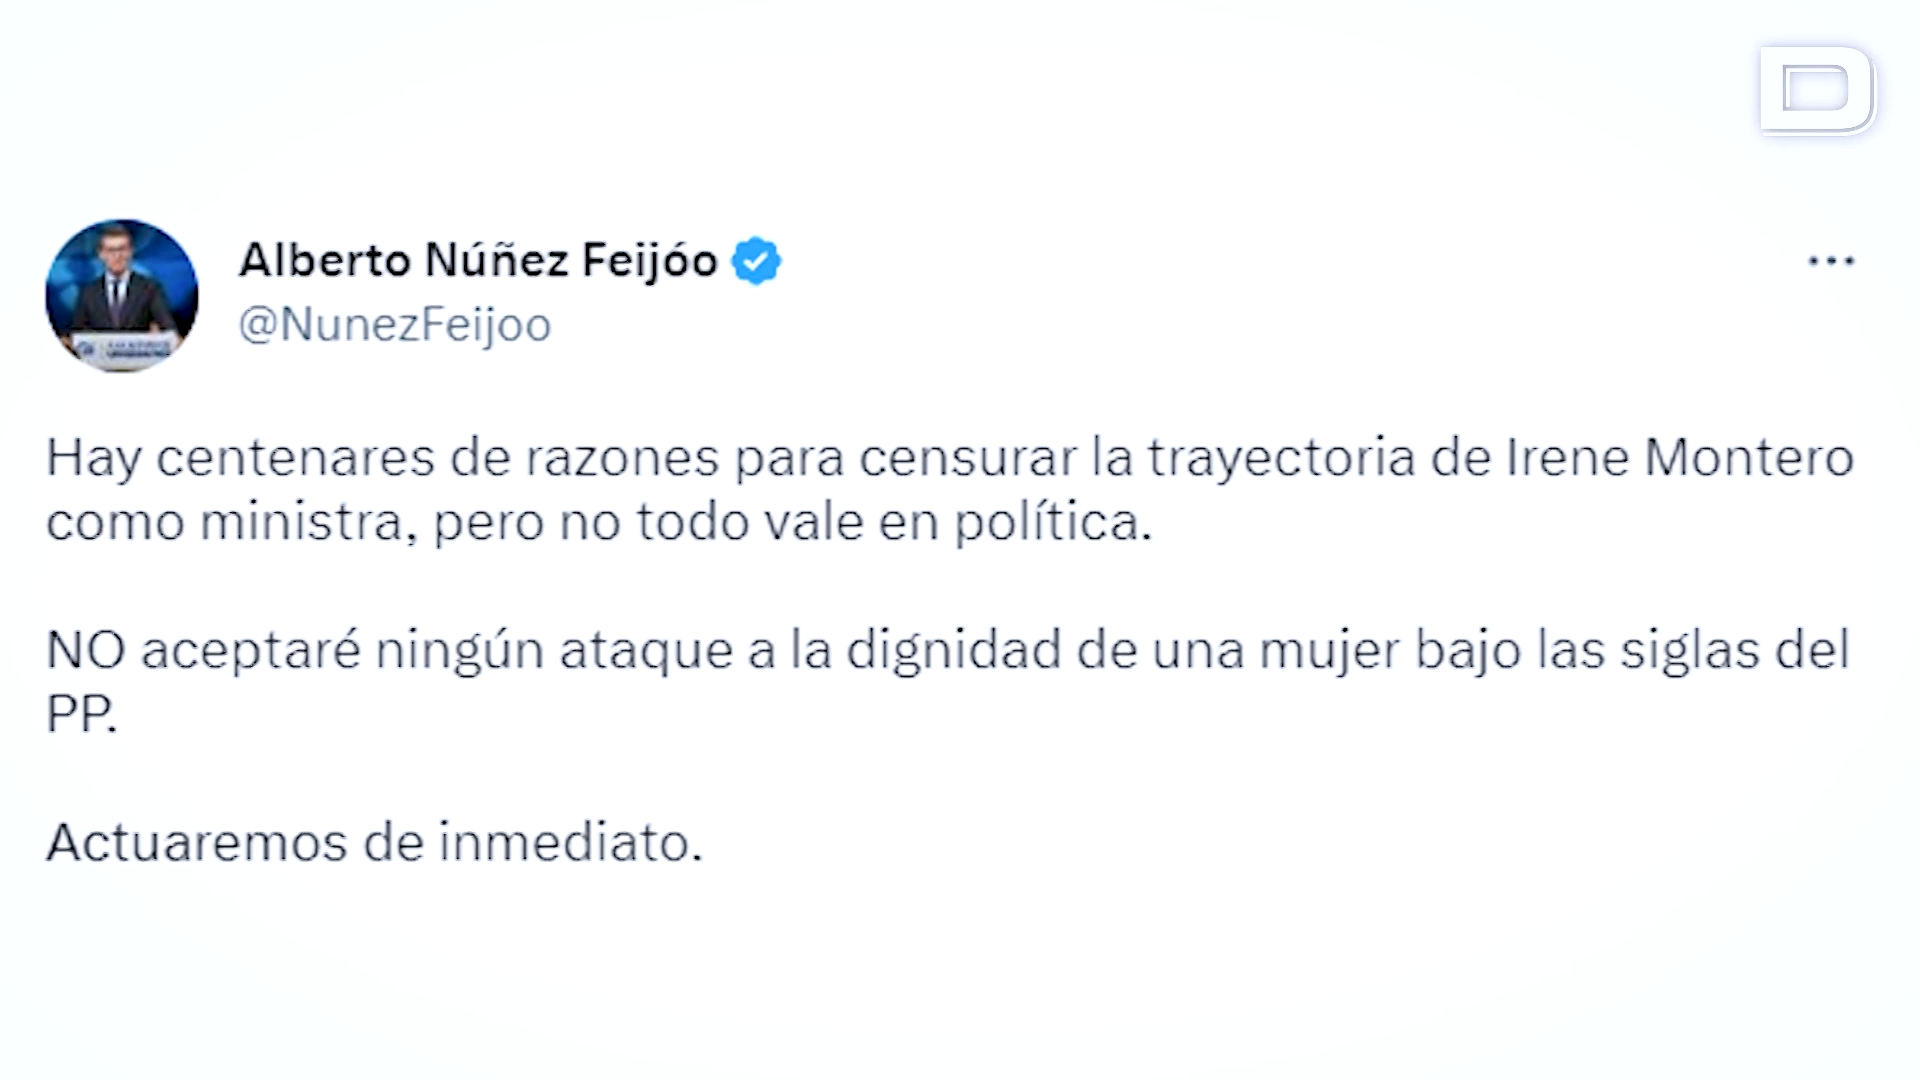 D
Alberto Núñez Feijóo
@NunezFeijoo
Hay centenares de razones para censurar la trayectoria de Irene Montero
como ministra, pero no todo vale en política.
NO aceptaré ningún ataque a la dignidad de una mujer bajo las siglas del
PP.
Actuaremos de inmediato.